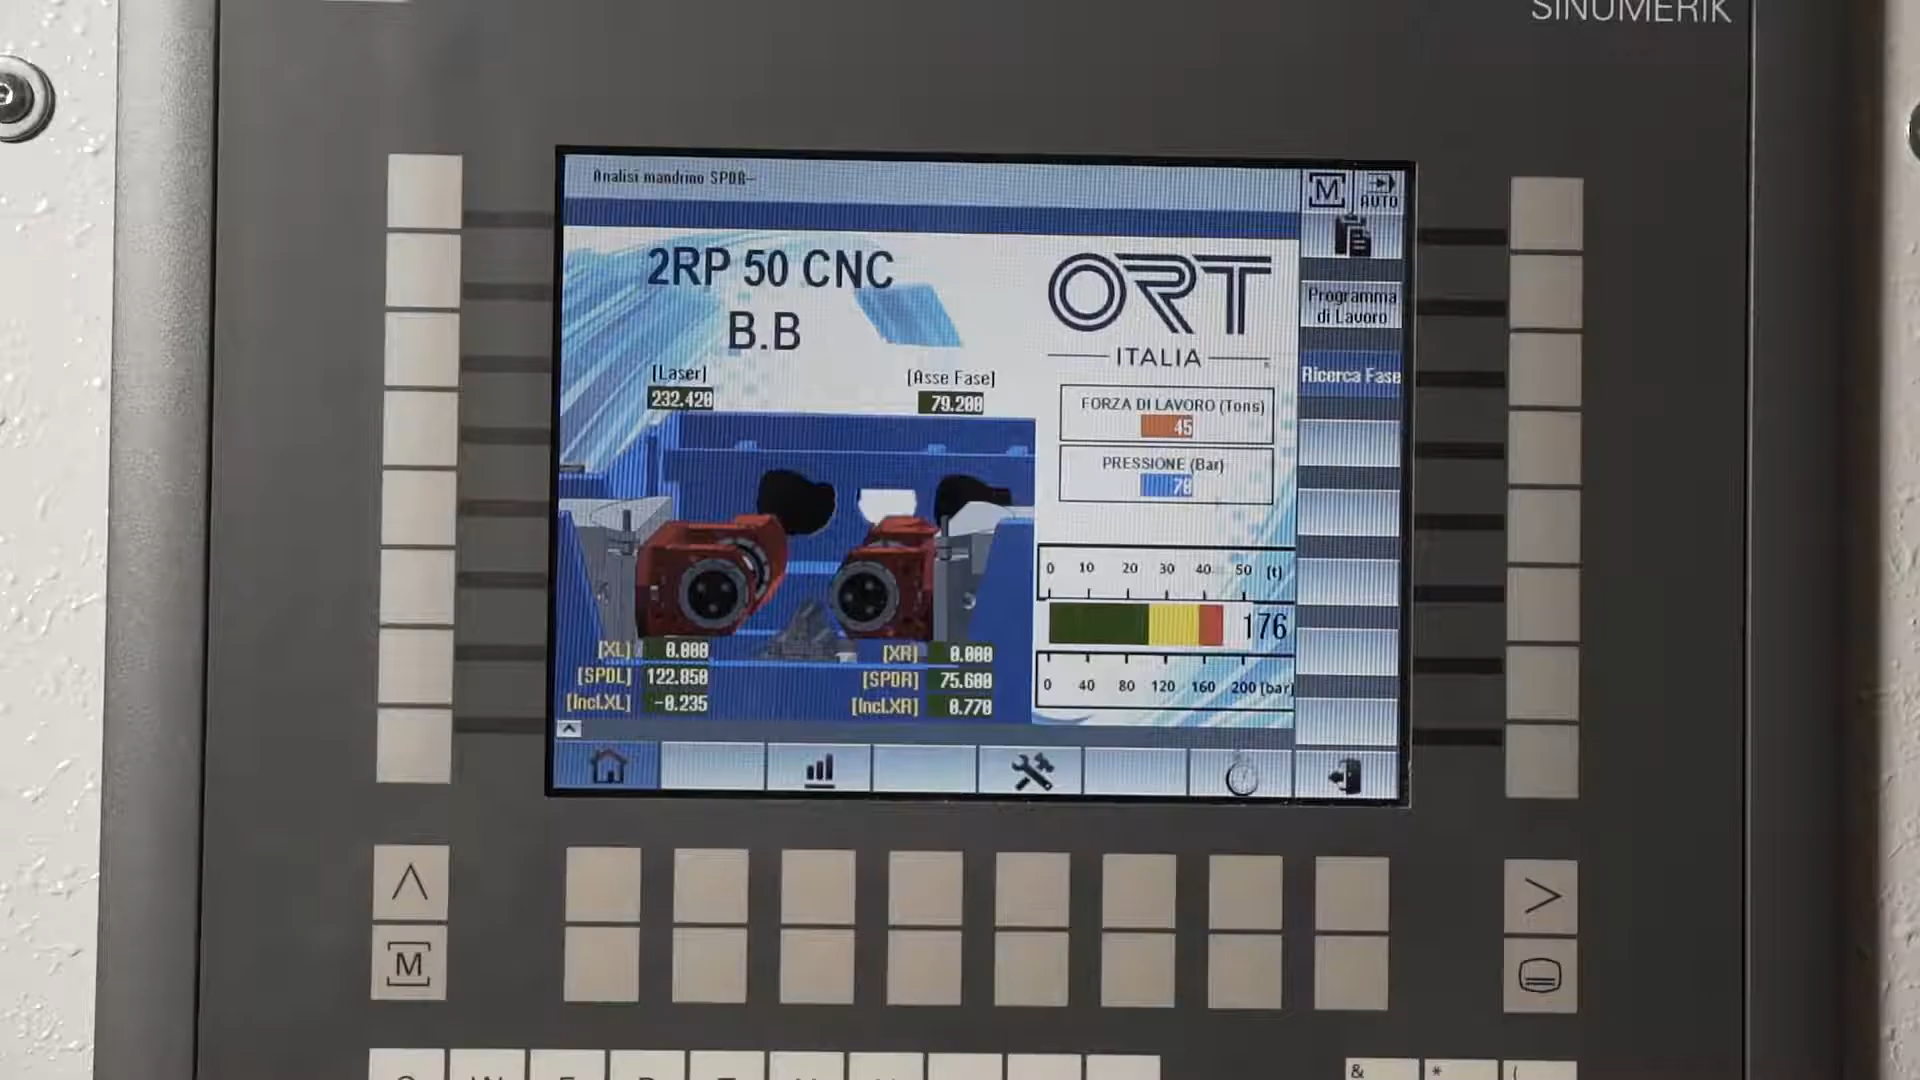 SINUMERIK
Analisi mandrino SPDR—
M
AUTO
2RP 50 CNC
B.B
ORT
ITALIA
Programma
di Lavoro
Ricerca Fase
[Laser]
232.420
[Asse Fase]
79.200
FORZA DI LAVORO (Tons)
45
PRESSIONE (Bar)
70
0 10 20 30 40 50 [t]
176
0 40 80 120 160 200 [bar]
[XL] 0.000
[XR] 0.000
[SPDL] 122.850
[SPDR] 75.600
[Incl.XL] -0.235
[Incl.XR] 0.770
M
& * (